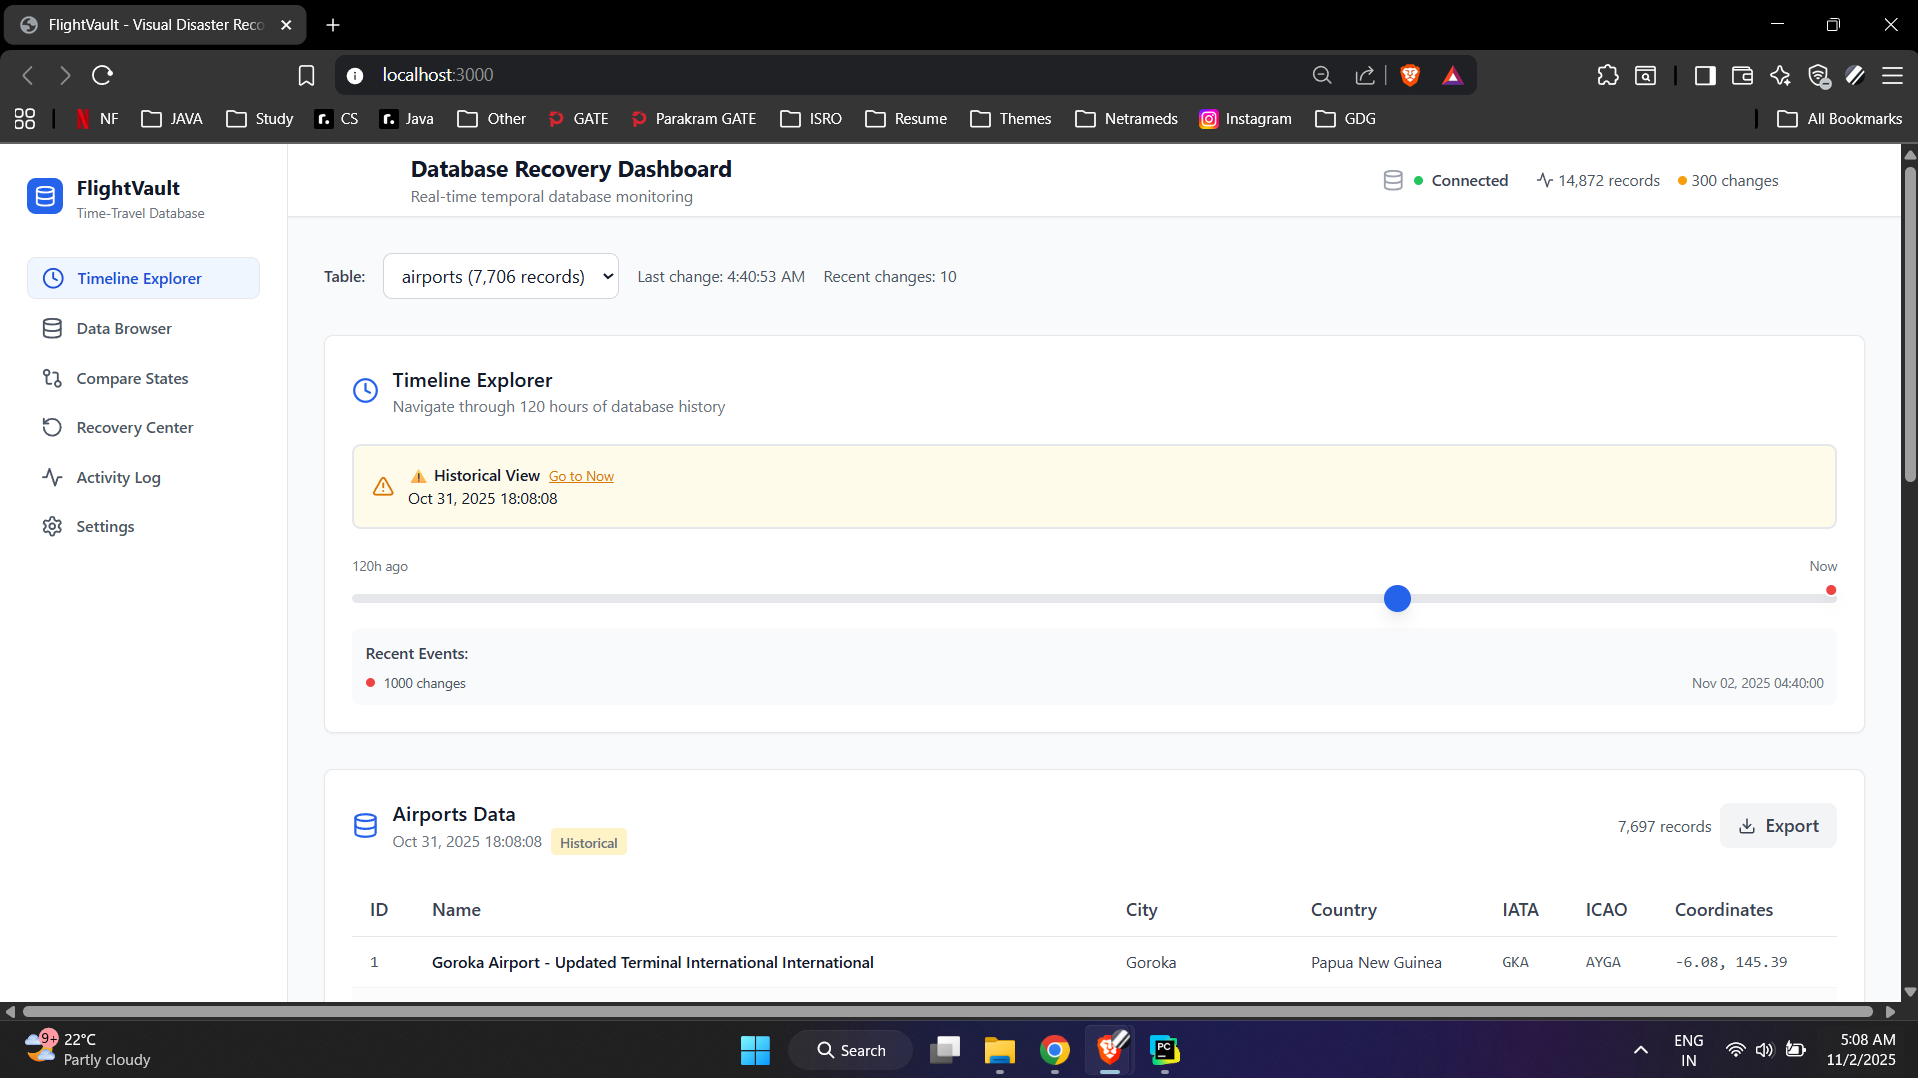 FlightVault - Visual Disaster Reco
localhost:3000
NF
JAVA
Study
CS
Java
Other
GATE
Parakram GATE
ISRO
Resume
Themes
Netrameds
Instagram
GDG
All Bookmarks
FlightVault
Time-Travel Database
Timeline Explorer
Data Browser
Compare States
Recovery Center
Activity Log
Settings
Database Recovery Dashboard
Real-time temporal database monitoring
Connected
14,872 records
300 changes
Table:
airports (7,706 records)
Last change: 4:40:53 AM
Recent changes: 10
Timeline Explorer
Navigate through 120 hours of database history
Historical View Go to Now
Oct 31, 2025 18:08:08
120h ago
Now
Recent Events:
1000 changes
Nov 02, 2025 04:40:00
Airports Data
Oct 31, 2025 18:08:08 Historical
7,697 records
Export
ID Name City Country IATA ICAO Coordinates
1 Goroka Airport - Updated Terminal International International Goroka Papua New Guinea GKA AYGA -6.08, 145.39
9+
22°C
Partly cloudy
Search
PC
ENG
IN
5:08 AM
11/2/2025